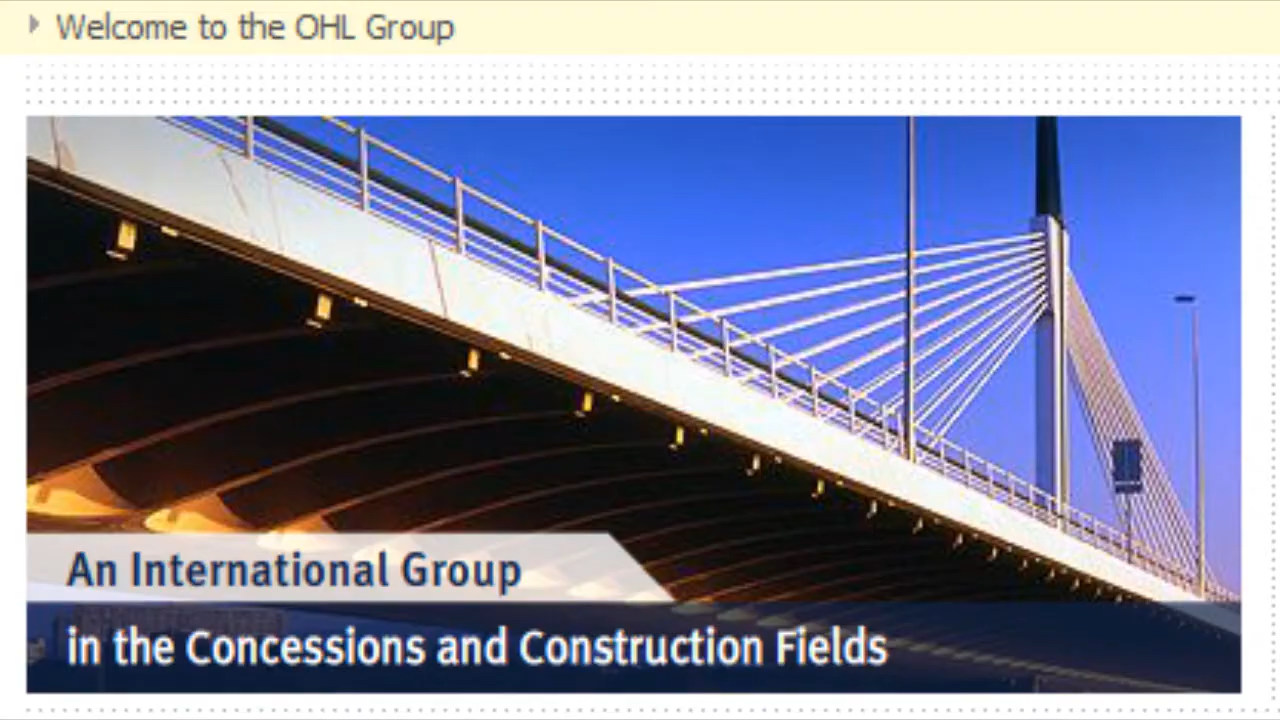 Welcome to the OHL Group
An International Group
in the Concessions and Construction Fields